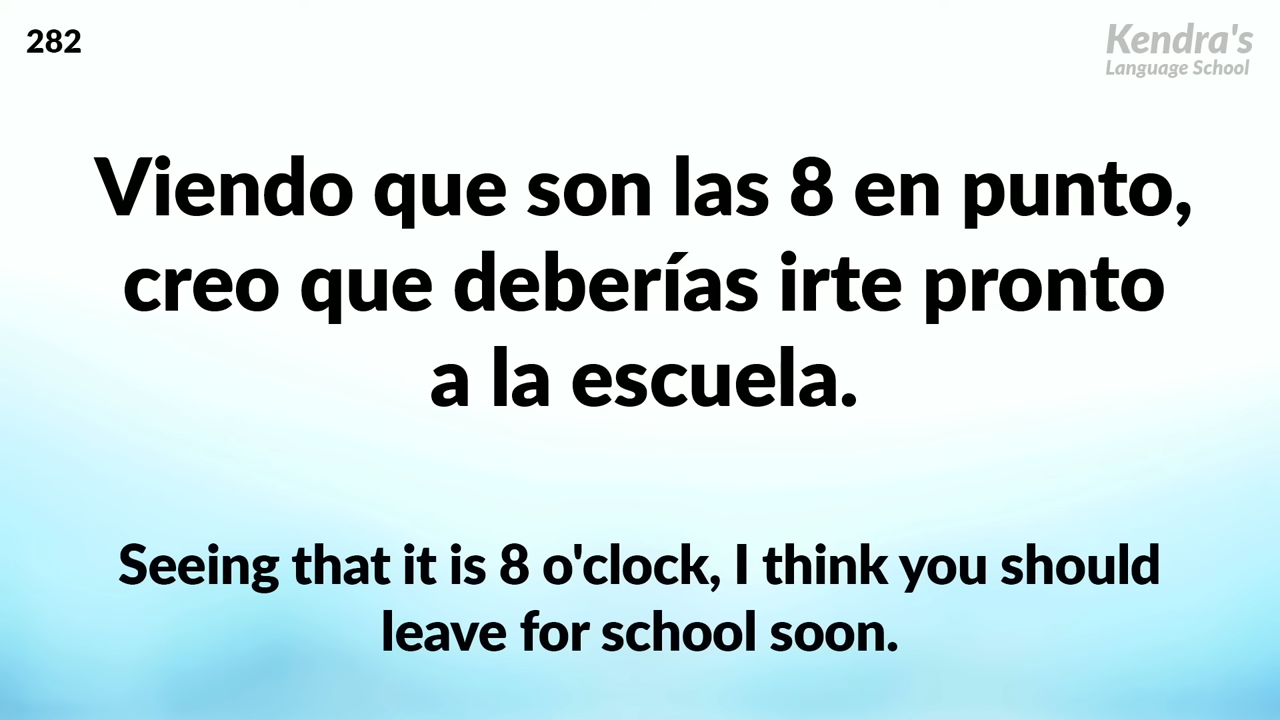 282
Kendra's
Language School
Viendo que son las 8 en punto,
creo que deberías irte pronto
a la escuela.
Seeing that it is 8 o'clock, I think you should
leave for school soon.